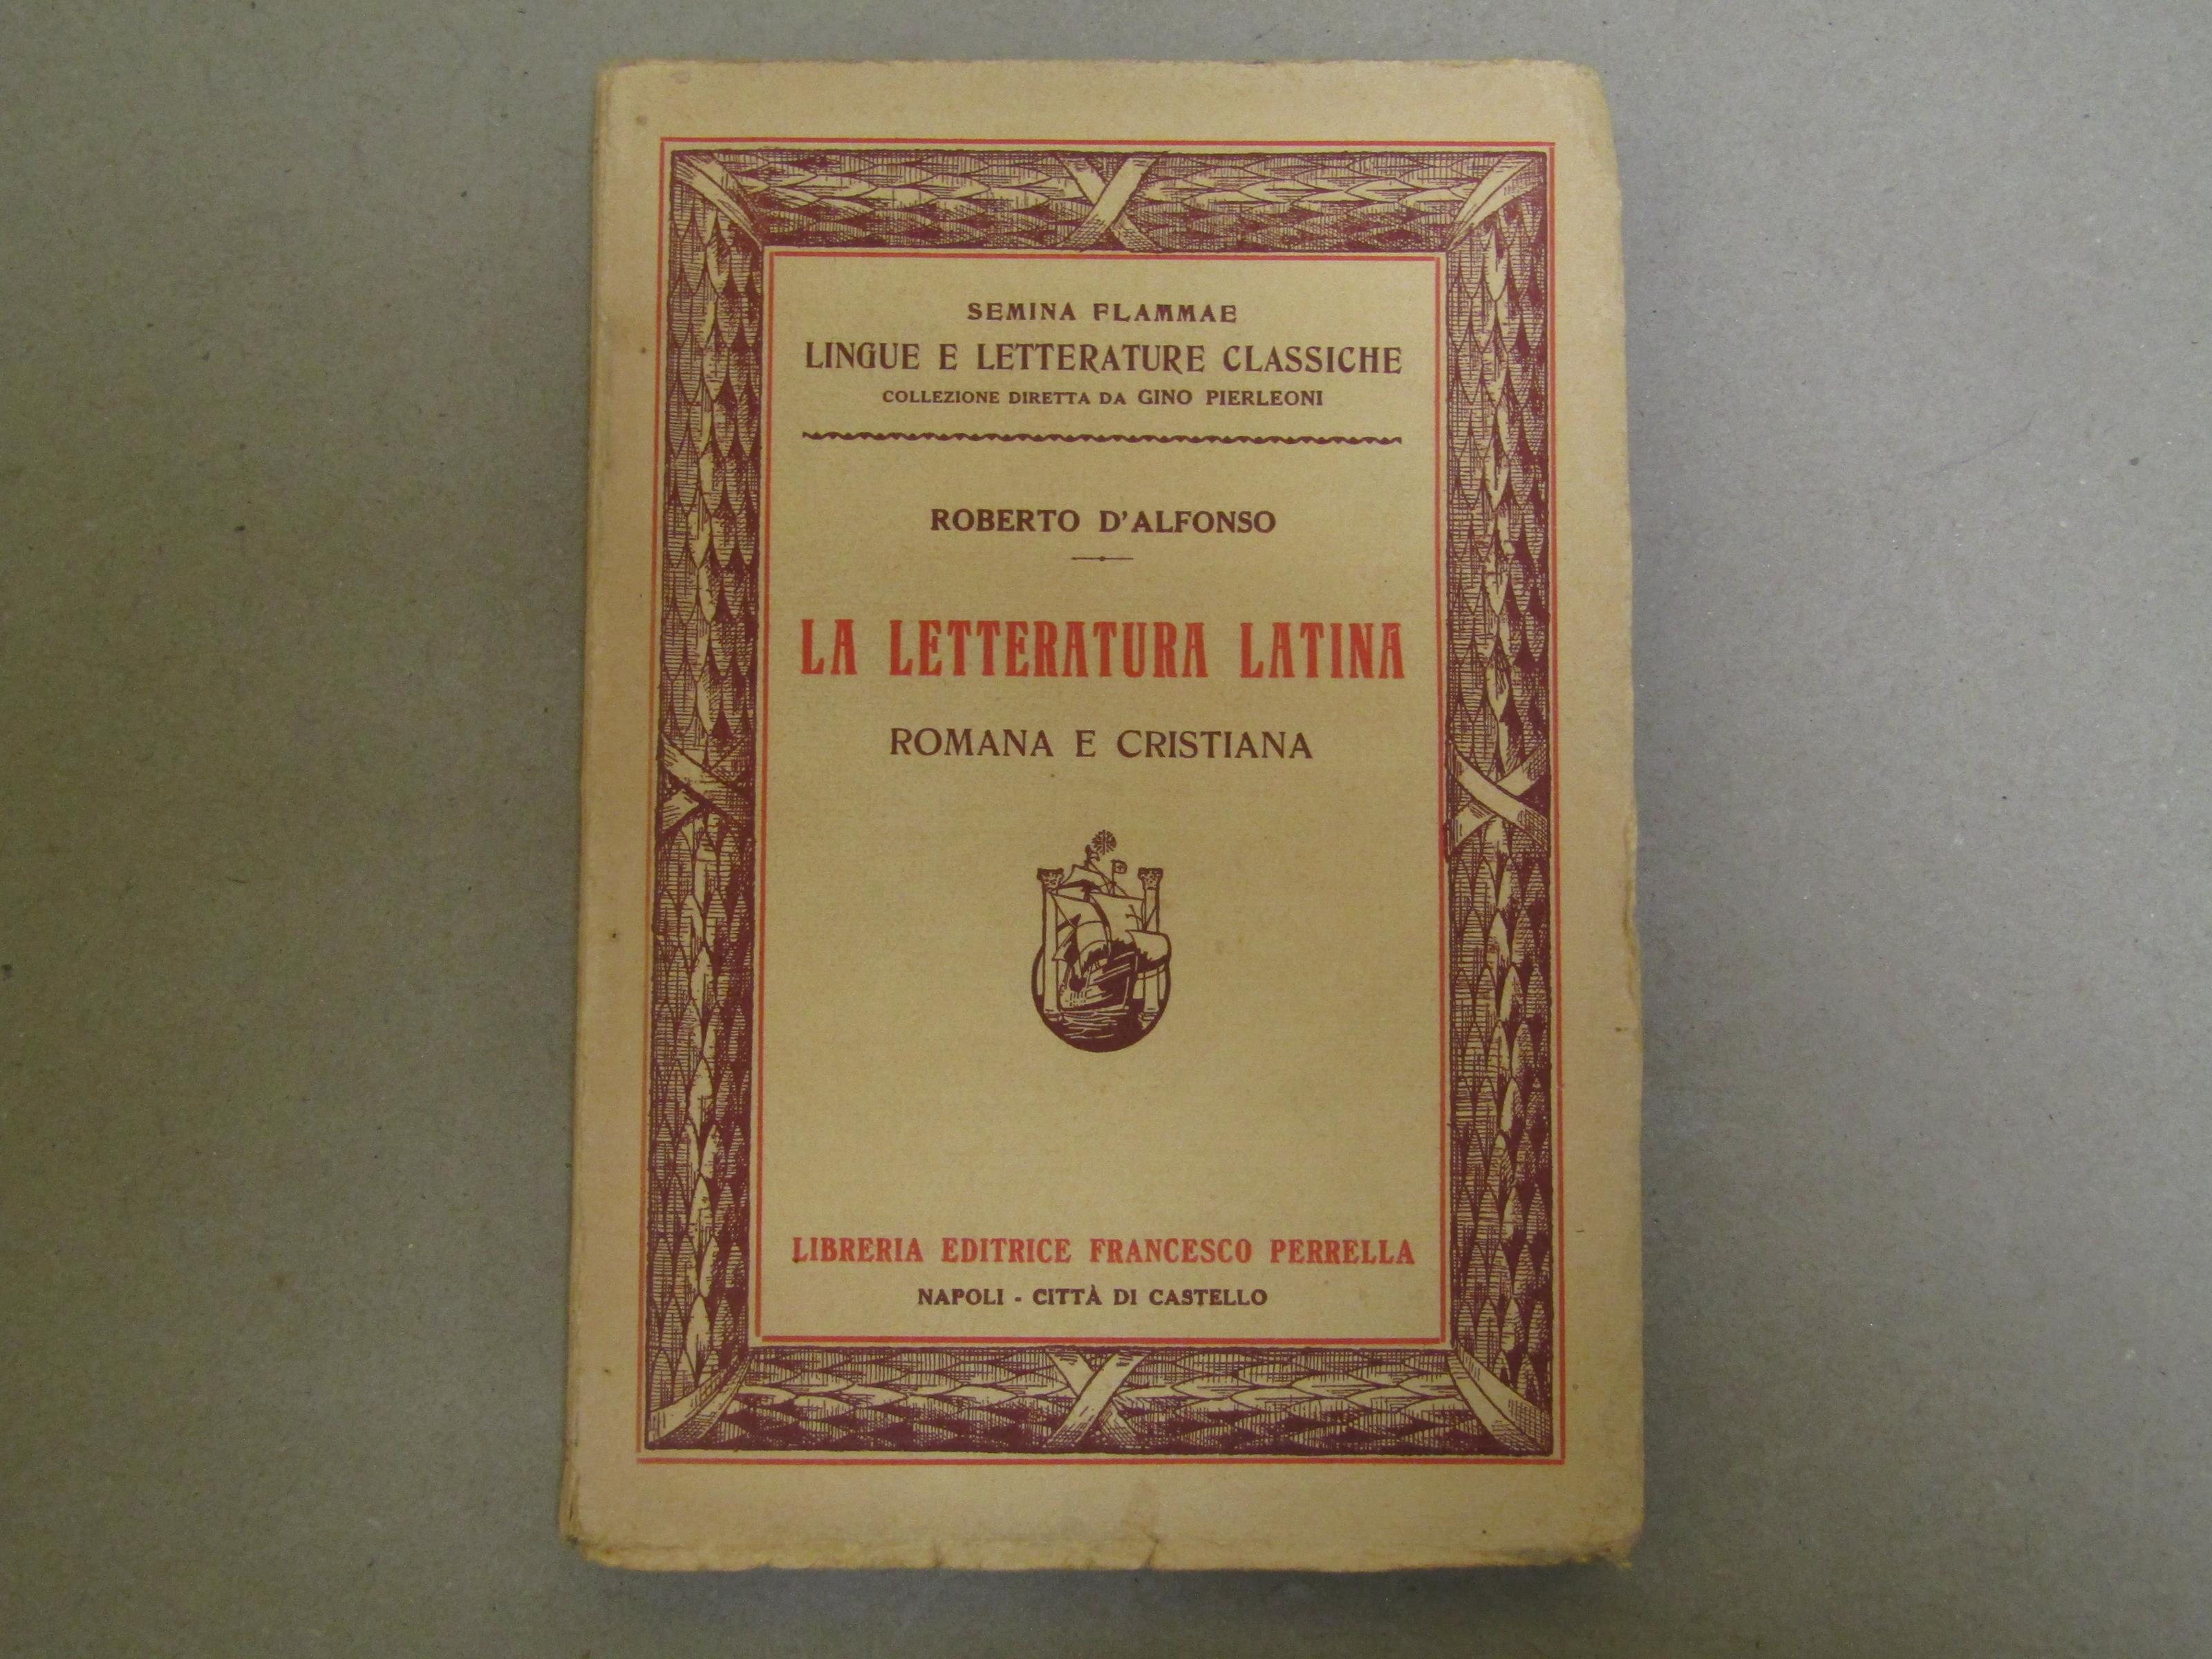 SEMINA FLAMMAE
LINGUE E LETTERATURE CLASSICHE
COLLEZIONE DIRETTA DA GINO PIERLEONI
ROBERTO D'ALFONSO
LA LETTERATURA LATINA
ROMANA E CRISTIANA
LIBRERIA EDITRICE FRANCESCO PERRELLA
NAPOLI - CITTÀ DI CASTELLO